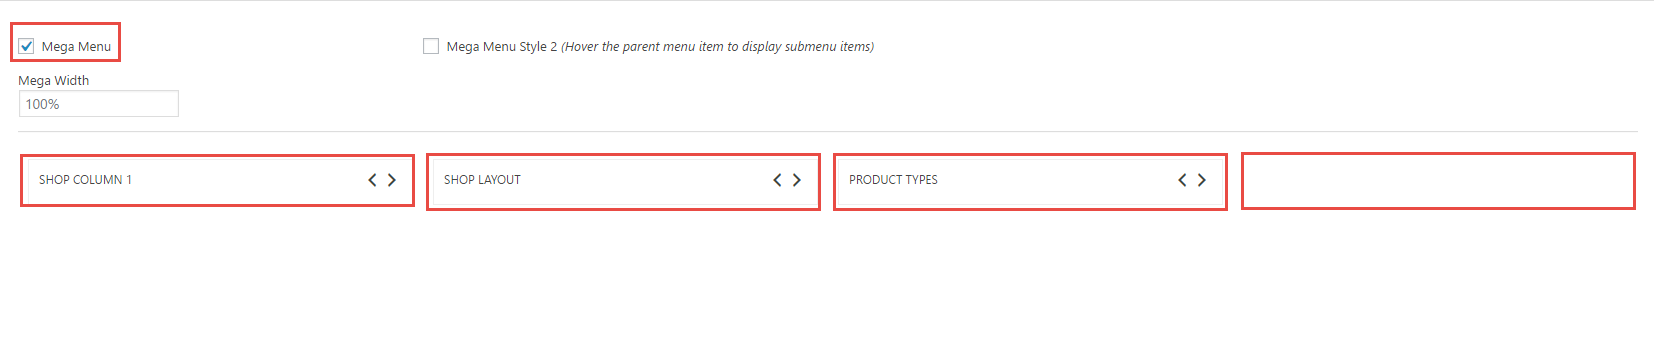 Mega Menu
Mega Menu Style 2 (Hover the parent menu item to display submenu items)
Mega Width
100%
SHOP COLUMN 1
SHOP LAYOUT
PRODUCT TYPES